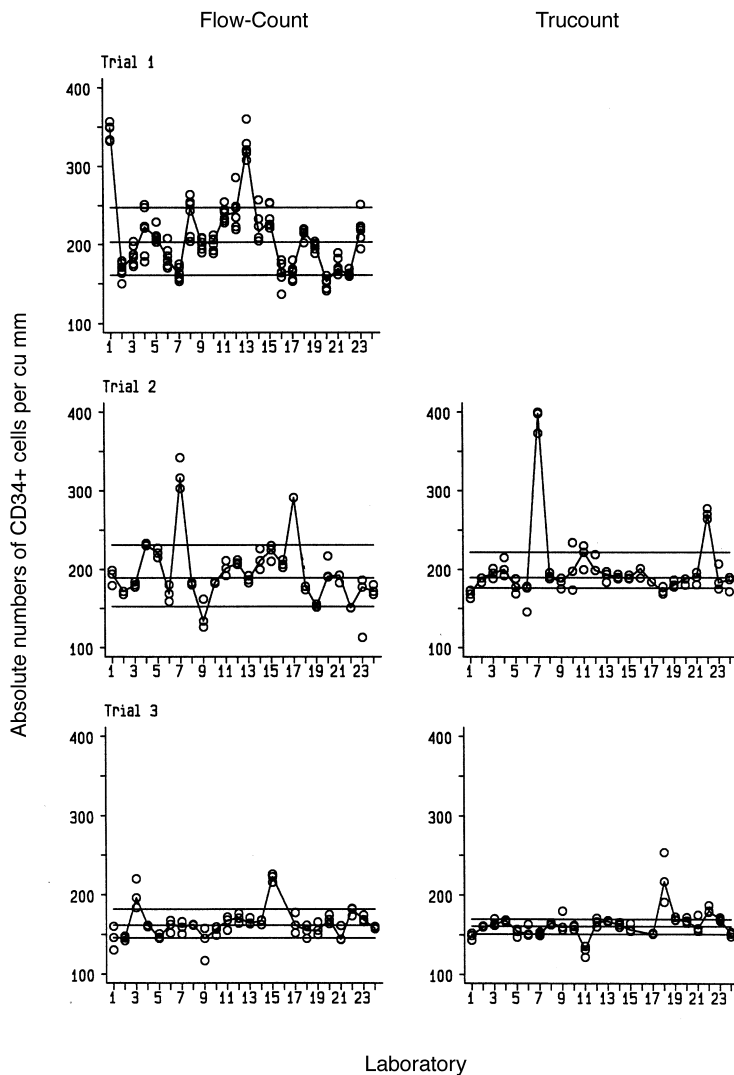 Flow-Count Trucount
Trial 1
400
300
200
100
1 3 5 7 9 11 13 15 17 19 21 23
Trial 2
400
300
200
100
1 3 5 7 9 11 13 15 17 19 21 23
400
300
200
100
1 3 5 7 9 11 13 15 17 19 21 23
Trial 3
400
300
200
100
1 3 5 7 9 11 13 15 17 19 21 23
400
300
200
100
1 3 5 7 9 11 13 15 17 19 21 23
Absolute numbers of CD34+ cells per cu mm
Laboratory